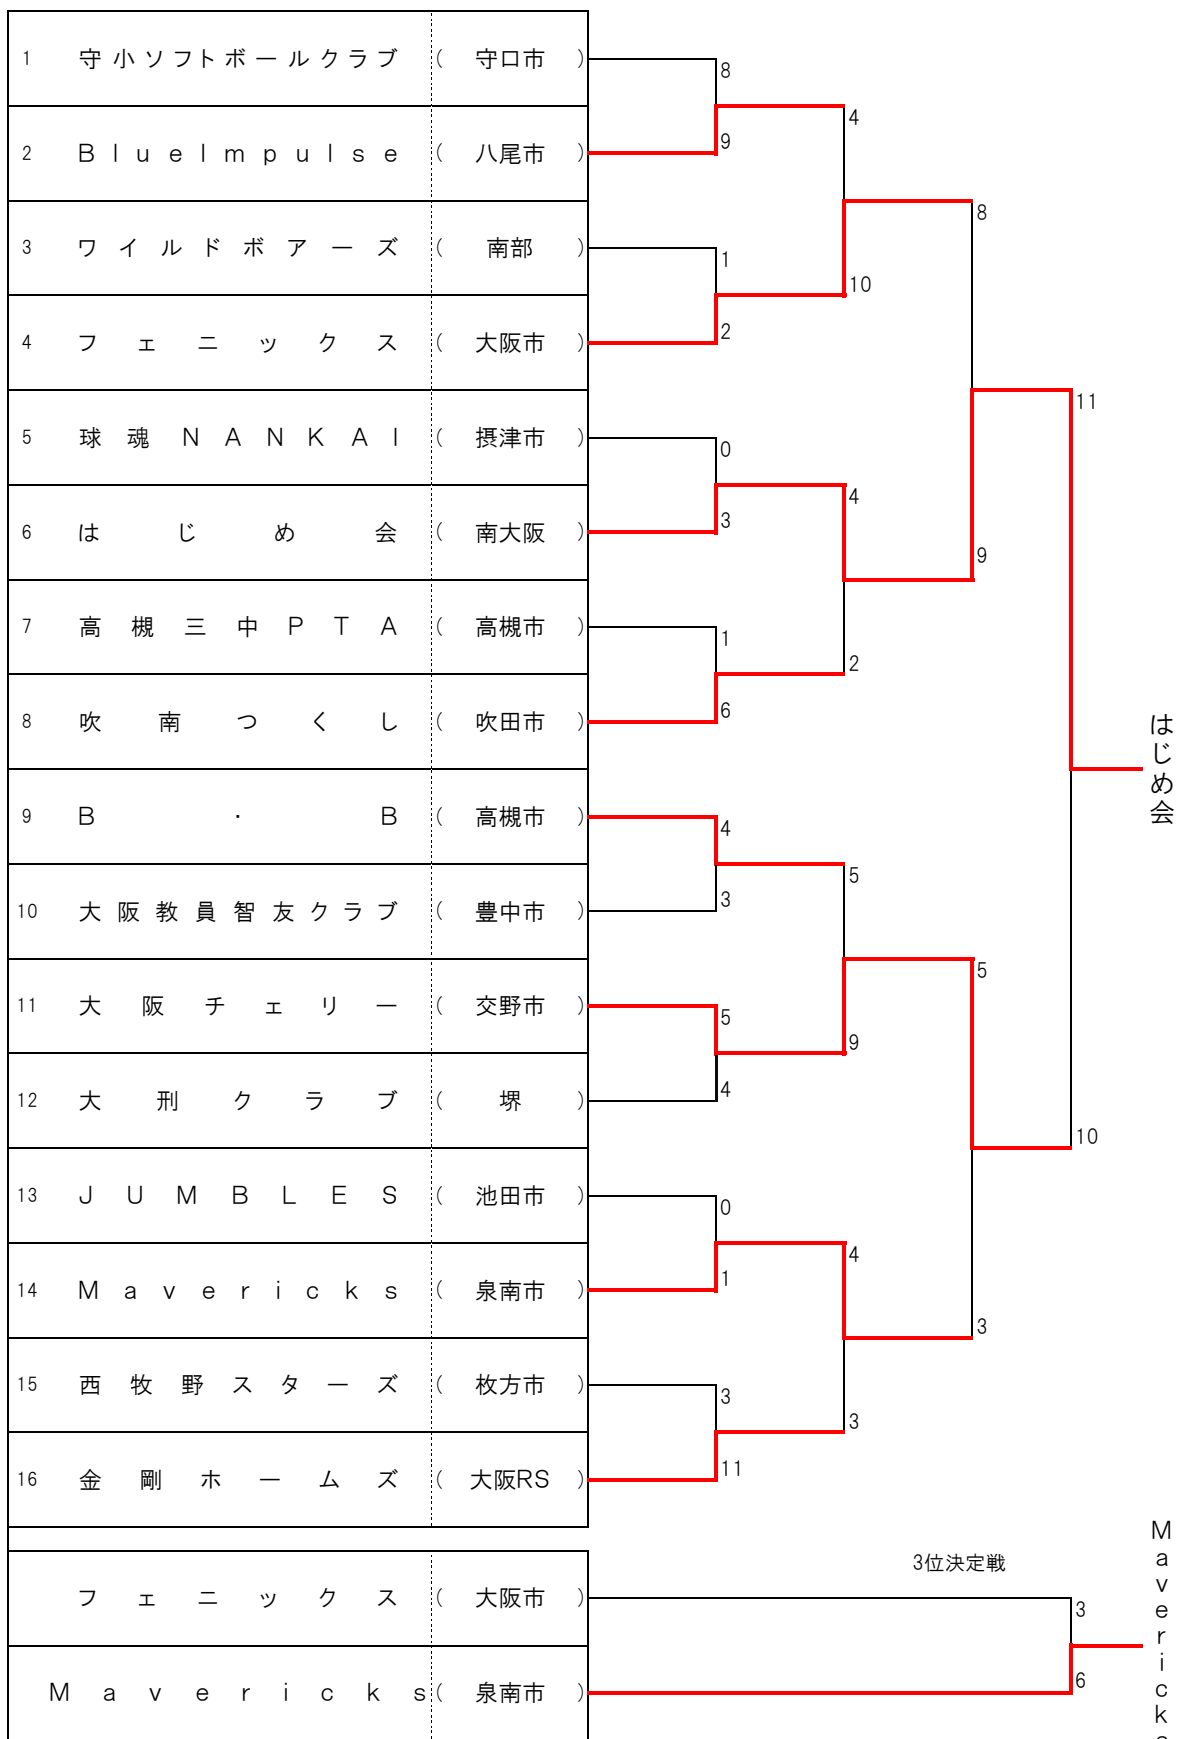 1 守小ソフトボールクラブ ( 守口市 )
8
4
2 BlueImpulse ( 八尾市 )
9
8
3 ワイルドボアーズ ( 南部 )
1
10
4 フェニックス ( 大阪市 )
2
11
5 球魂NANKAI ( 摂津市 )
0
4
6 はじめ会 ( 南大阪 )
3
9
7 高槻三中PTA ( 高槻市 )
1
2
8 吹南つくし ( 吹田市 )
6
はじめ会
9 B・B ( 高槻市 )
4
5
10 大阪教員智友クラブ ( 豊中市 )
3
5
11 大阪チェリー ( 交野市 )
5
9
12 大刑クラブ ( 堺 )
4
10
13 JUMBLES ( 池田市 )
0
4
14 Mavericks ( 泉南市 )
1
3
15 西牧野スターズ ( 枚方市 )
3
3
16 金剛ホームズ ( 大阪RS )
11
3位決定戦
フェニックス ( 大阪市 )
3
Mavericks ( 泉南市 )
6
Mavericks